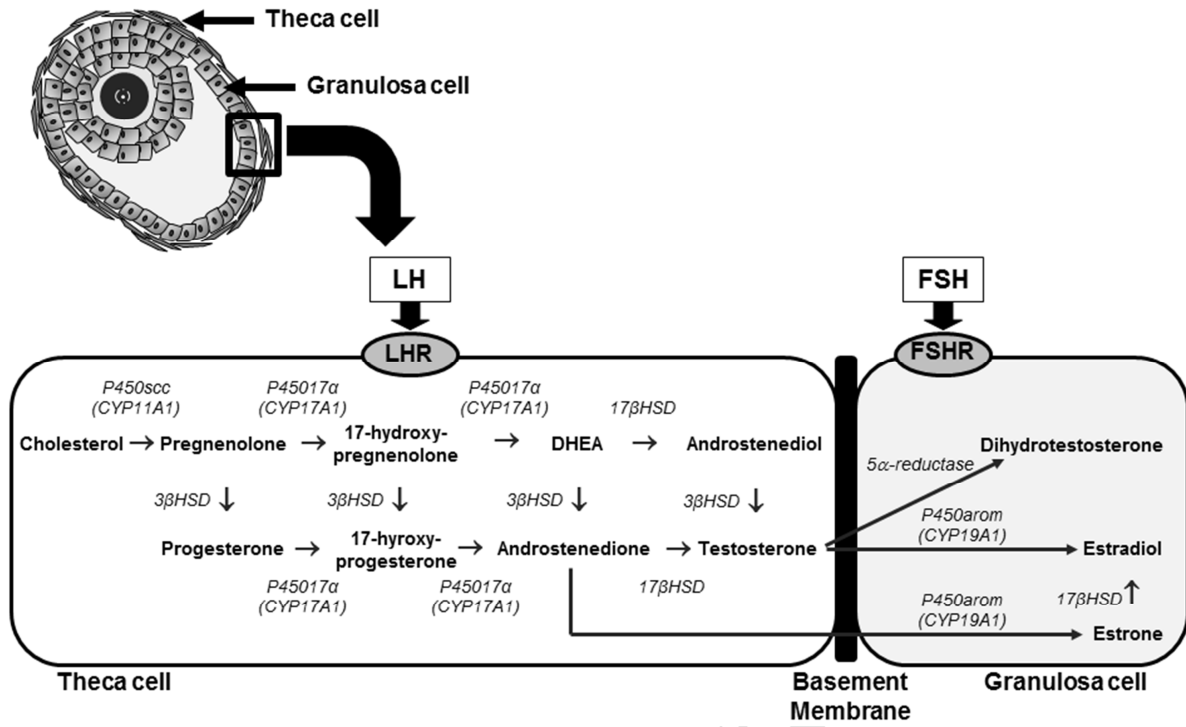 Theca cell
Granulosa cell
LH
FSH
LHR
FSHR
P450scc
(CYP11A1)
P45017α
(CYP17A1)
P45017α
(CYP17A1)
17βHSD
Cholesterol → Pregnenolone → 17-hydroxy-
pregnenolone → DHEA → Androstenediol
Dihydrotestosterone
5α-reductase
3βHSD ↓ 3βHSD ↓ 3βHSD ↓ 3βHSD ↓
P450arom
(CYP19A1)
Progesterone → 17-hyroxy-
progesterone → Androstenedione → Testosterone
Estradiol
P45017α
(CYP17A1)
P45017α
(CYP17A1)
17βHSD
P450arom
(CYP19A1)
17βHSD ↑
Estrone
Theca cell
Basement
Membrane
Granulosa cell